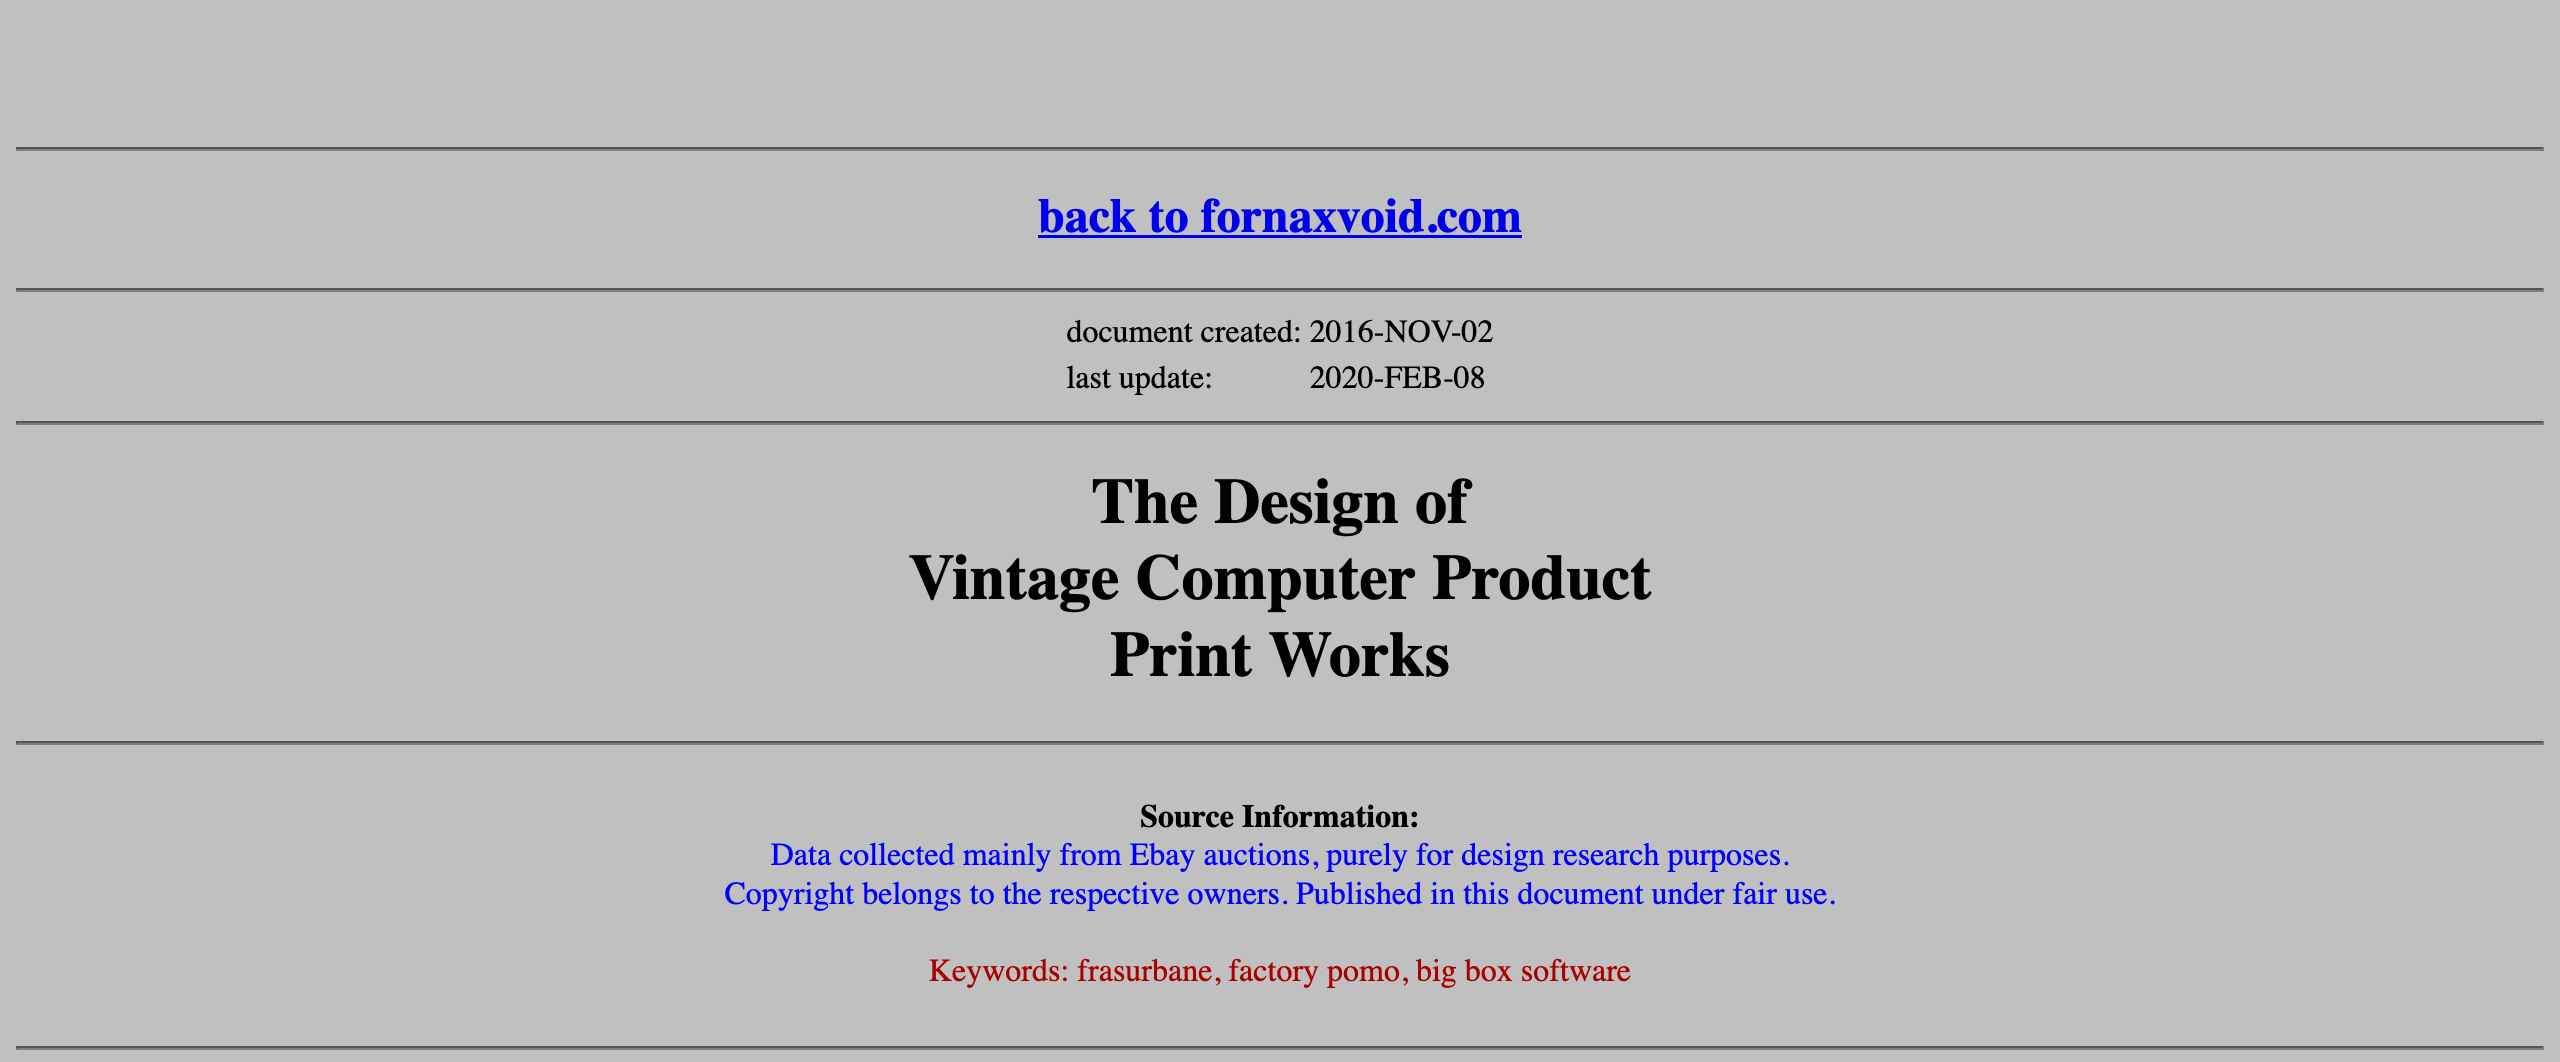 back to fornaxvoid.com
document created: 2016-NOV-02
last update: 2020-FEB-08
The Design of
Vintage Computer Product
Print Works
Source Information:
Data collected mainly from Ebay auctions, purely for design research purposes.
Copyright belongs to the respective owners. Published in this document under fair use.
Keywords: frasurbane, factory pomo, big box software